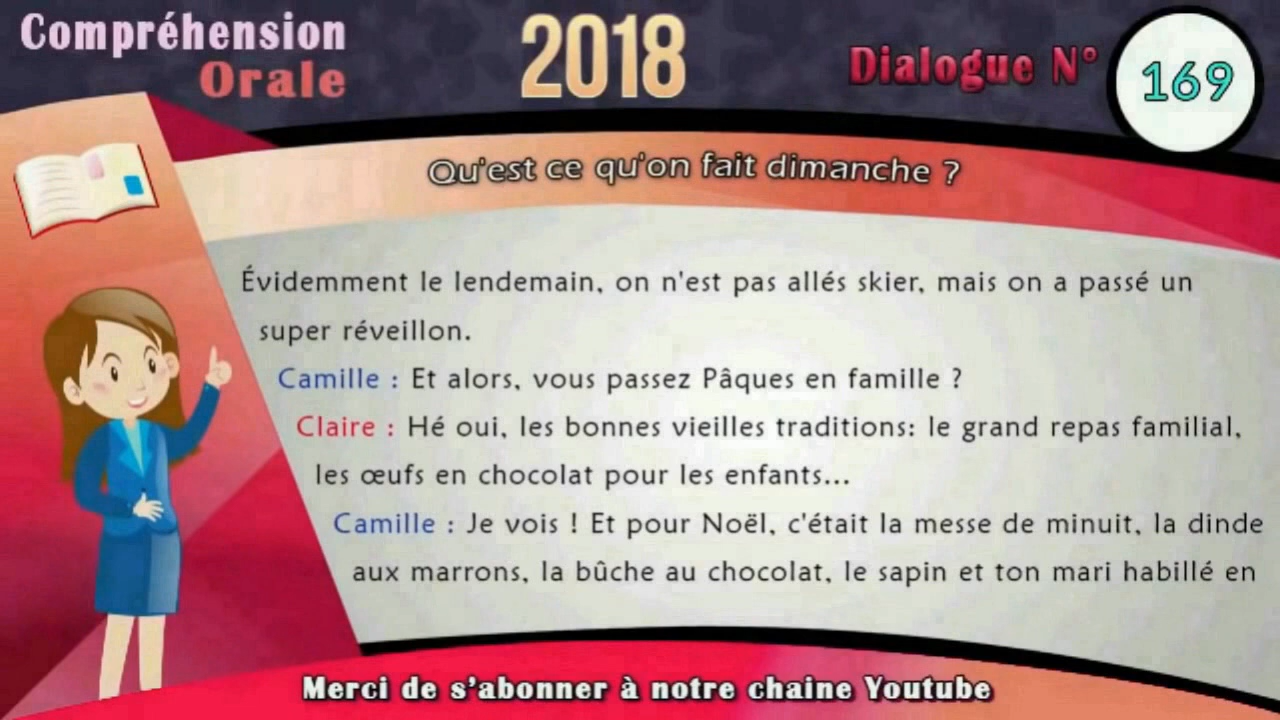 Compréhension
Orale
2018
Dialogue N°
169
Qu'est ce qu'on fait dimanche ?
Évidemment le lendemain, on n'est pas allés skier, mais on a passé un
super réveillon.
Camille : Et alors, vous passez Pâques en famille ?
Claire : Hé oui, les bonnes vieilles traditions: le grand repas familial,
les œufs en chocolat pour les enfants...
Camille : Je vois ! Et pour Noël, c'était la messe de minuit, la dinde
aux marrons, la bûche au chocolat, le sapin et ton mari habillé en
Merci de s'abonner à notre chaine Youtube